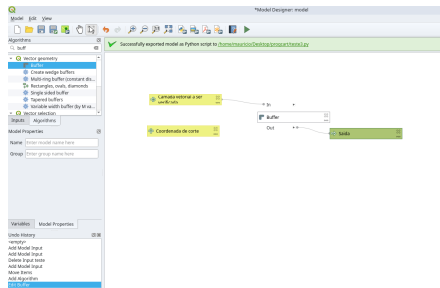 *Model Designer: model
Model Edit View
Algorithms
buff
Successfully exported model as Python script to
Vector geometry
Buffer
Create wedge buffers
Multi-ring buffer (constant dis...
Rectangles, ovals, diamonds
Single sided buffer
Tapered buffers
Variable width buffer (by M va...
Vector selection
Inputs Algorithms
Model Properties
Name Enter model name here
Group Enter group name here
Camada vetorial a ser
In
Buffer
Coordenada de corte
Out
Saida
Variables Model Properties
Undo History
<empty>
Add Model Input
Add Model Input
Delete input teste
Add Model Input
Move Items
Add Algorithm
Edit Buffer